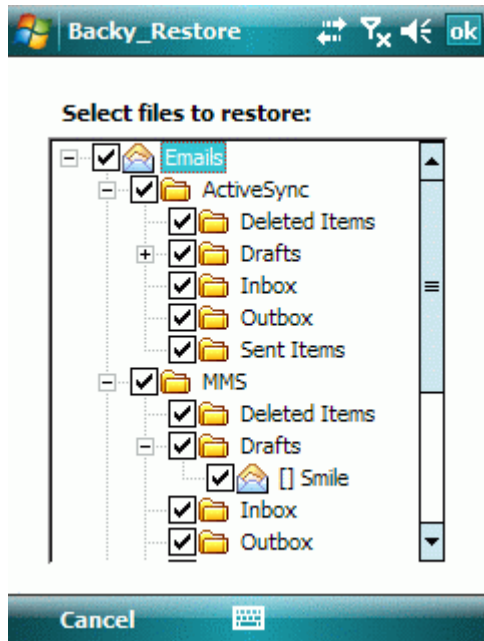 Backy_Restore ok
Select files to restore:
Emails
ActiveSync
Deleted Items
Drafts
Inbox
Outbox
Sent Items
MMS
Deleted Items
Drafts
[] Smile
Inbox
Outbox
Cancel